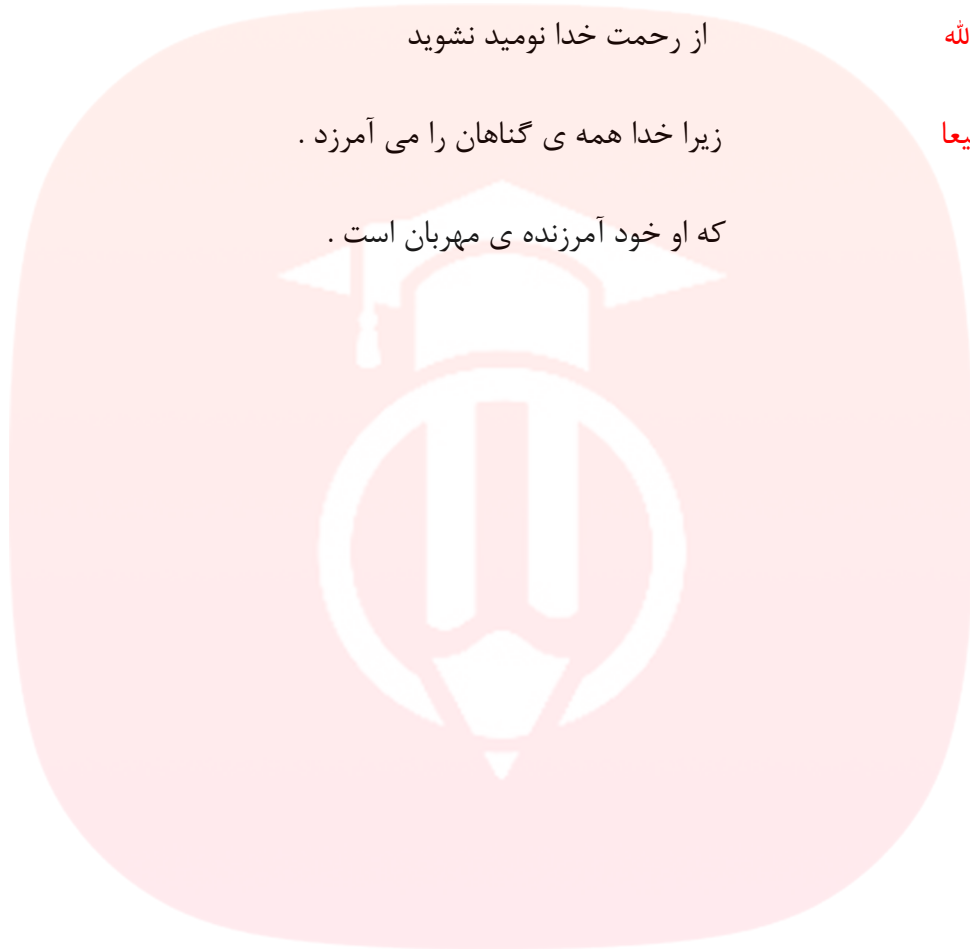 لله از رحمت خدا نومید نشوید
یعا زیرا خدا همه ی گناهان را می آمرزد .
که او خود آمرزنده ی مهربان است .